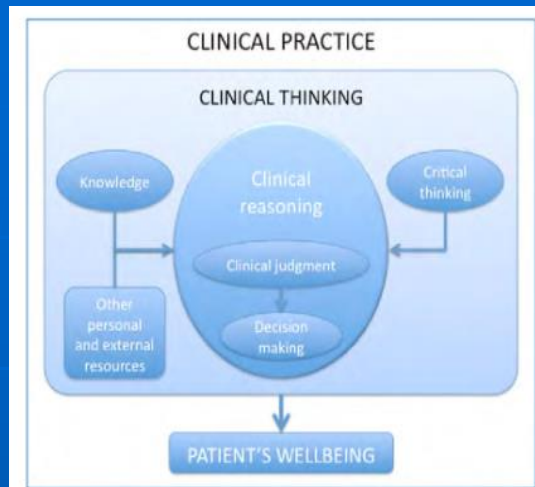 CLINICAL PRACTICE
CLINICAL THINKING
Knowledge
Clinical
reasoning
Critical
thinking
Clinical judgment
Other
personal
and external
resources
Decision
making
PATIENT'S WELLBEING